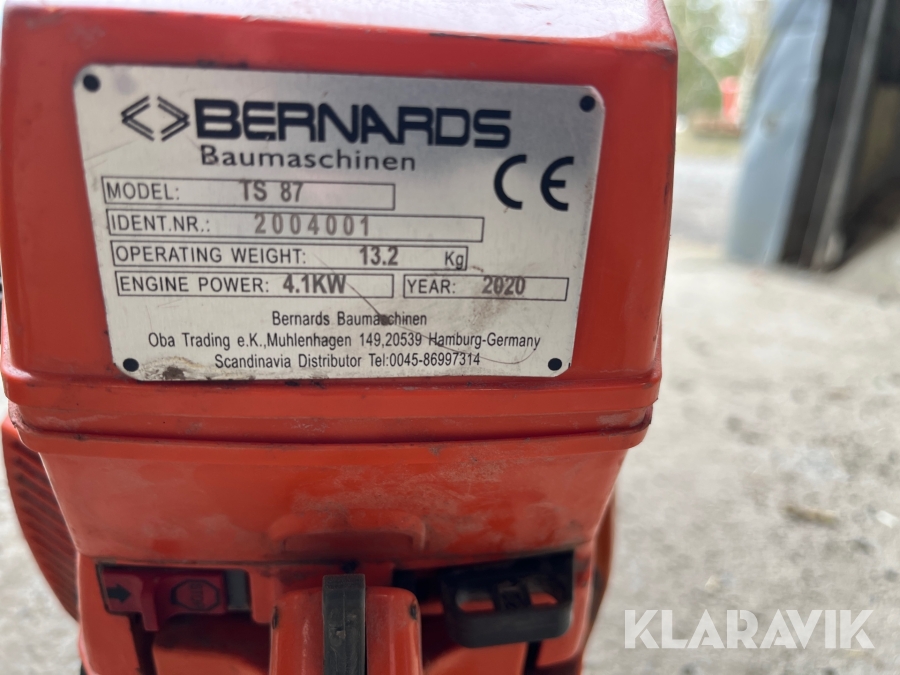 BERNARDS
Baumaschinen
CE
MODEL: TS 87
IDENT.NR.: 2004001
OPERATING WEIGHT: 13.2 Kg
ENGINE POWER: 4.1KW YEAR: 2020
Bernards Baumaschinen
Oba Trading e.K.,Muhlenhagen 149,20539 Hamburg-Germany
Scandinavia Distributor Tel:0045-86997314
KLARAVIK